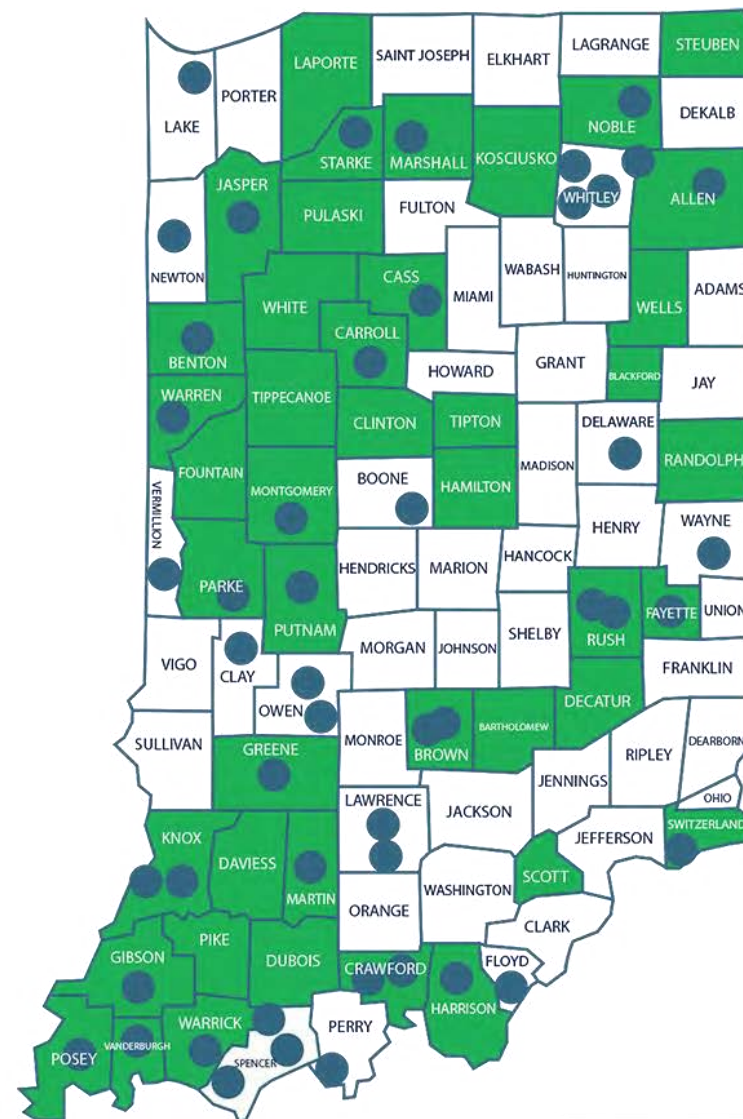 LAPORTE
SAINT JOSEPH
ELKHART
LAGRANGE
STEUBEN
LAKE
PORTER
NOBLE
DEKALB
STARKE
MARSHALL
KOSCIUSKO
JASPER
PULASKI
FULTON
WHITLEY
ALLEN
NEWTON
CASS
MIAMI
WABASH
HUNTINGTON
WELLS
ADAMS
WHITE
CARROLL
BENTON
HOWARD
GRANT
BLACKFORD
JAY
WARREN
TIPPECANOE
CLINTON
TIPTON
DELAWARE
FOUNTAIN
MONTGOMERY
BOONE
HAMILTON
MADISON
RANDOLPH
VERMILLION
HENRY
WAYNE
PARKE
HENDRICKS
MARION
HANCOCK
PUTNAM
RUSH
FAYETTE
UNION
VIGO
CLAY
MORGAN
JOHNSON
SHELBY
FRANKLIN
OWEN
DECATUR
SULLIVAN
GREENE
MONROE
BROWN
BARTHOLOMEW
RIPLEY
DEARBORN
JENNINGS
OHIO
LAWRENCE
JACKSON
JEFFERSON
SWITZERLAND
KNOX
DAVIESS
MARTIN
SCOTT
WASHINGTON
ORANGE
CLARK
GIBSON
PIKE
DUBOIS
CRAWFORD
FLOYD
HARRISON
POSEY
VANDERBURGH
WARRICK
SPENCER
PERRY